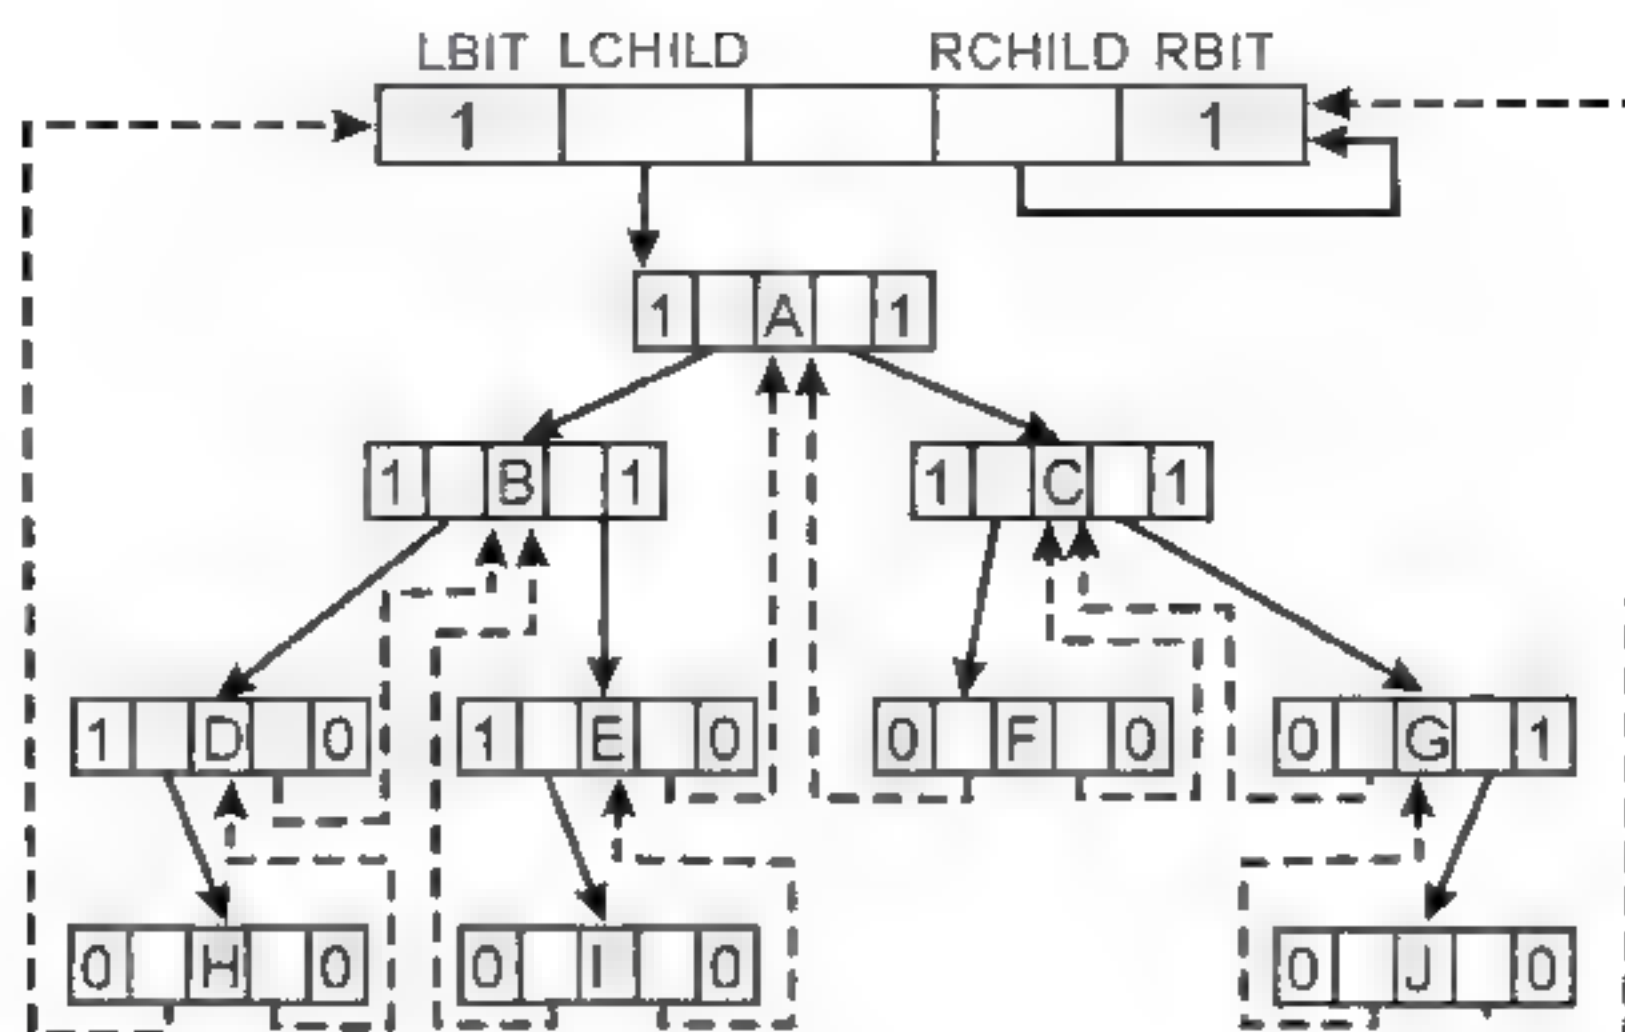 LBIT LCHILD RCHILD RBIT
1 1
1 A 1
1 B 1 1 C 1
1 D 0 1 E 0 0 F 0 0 G 1
0 H 0 0 I 0 0 J 0